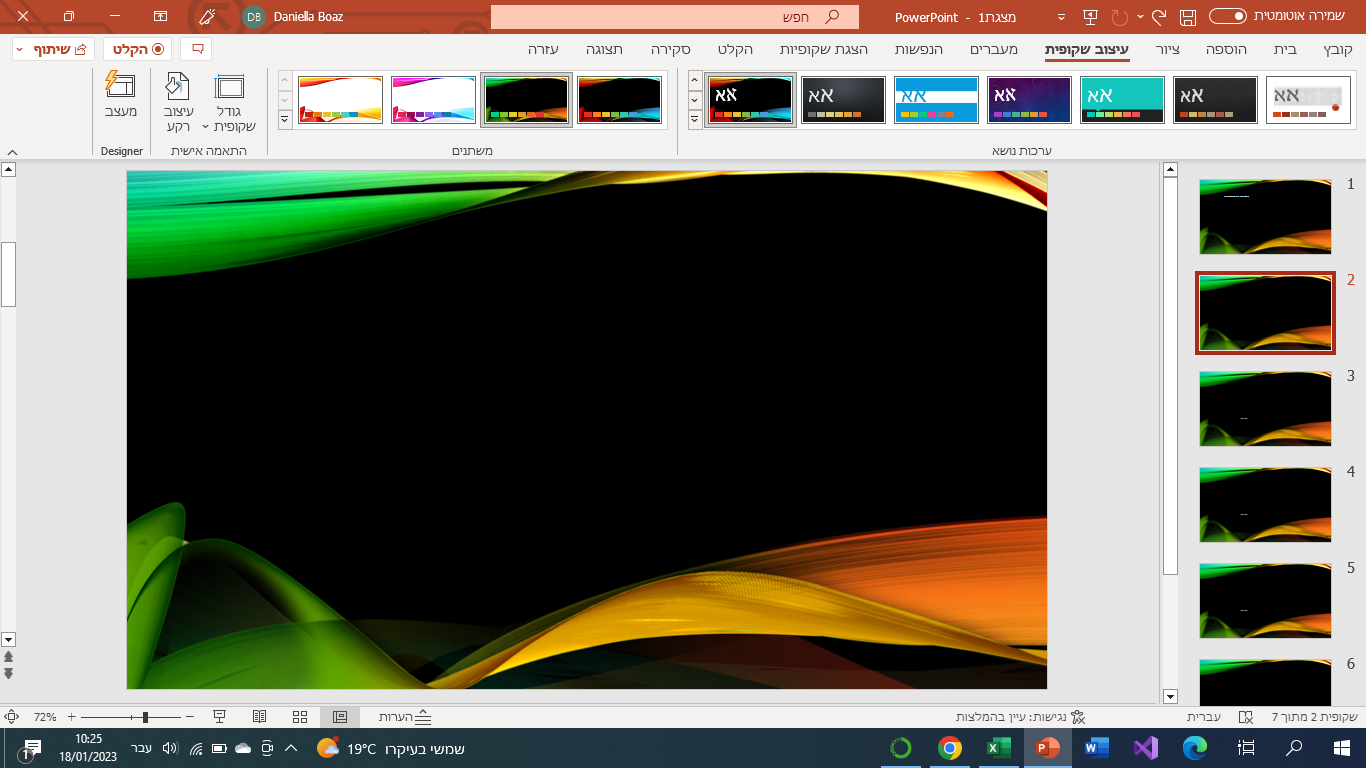 שמירה אוטומטית
מצגת1 - PowerPoint
חפש
Daniella Boaz
DB
קובץ
בית
הוספה
ציור
עיצוב שקופית
מעברים
הנפשות
הצגת שקופיות
הקלט
סקירה
תצוגה
עזרה
הקלט
שיתוף
אא
אא
אא
אא
אא
אא
אא
גודל שקופית
עיצוב רקע
מעצב
ערכות נושא
משתנים
התאמה אישית
Designer
1
2
3
4
5
6
שקופית 2 מתוך 7
עברית
נגישות: עיין בהמלצות
הערות
72%
שמשי בעיקרו
19°C
עבר
10:25
18/01/2023
1